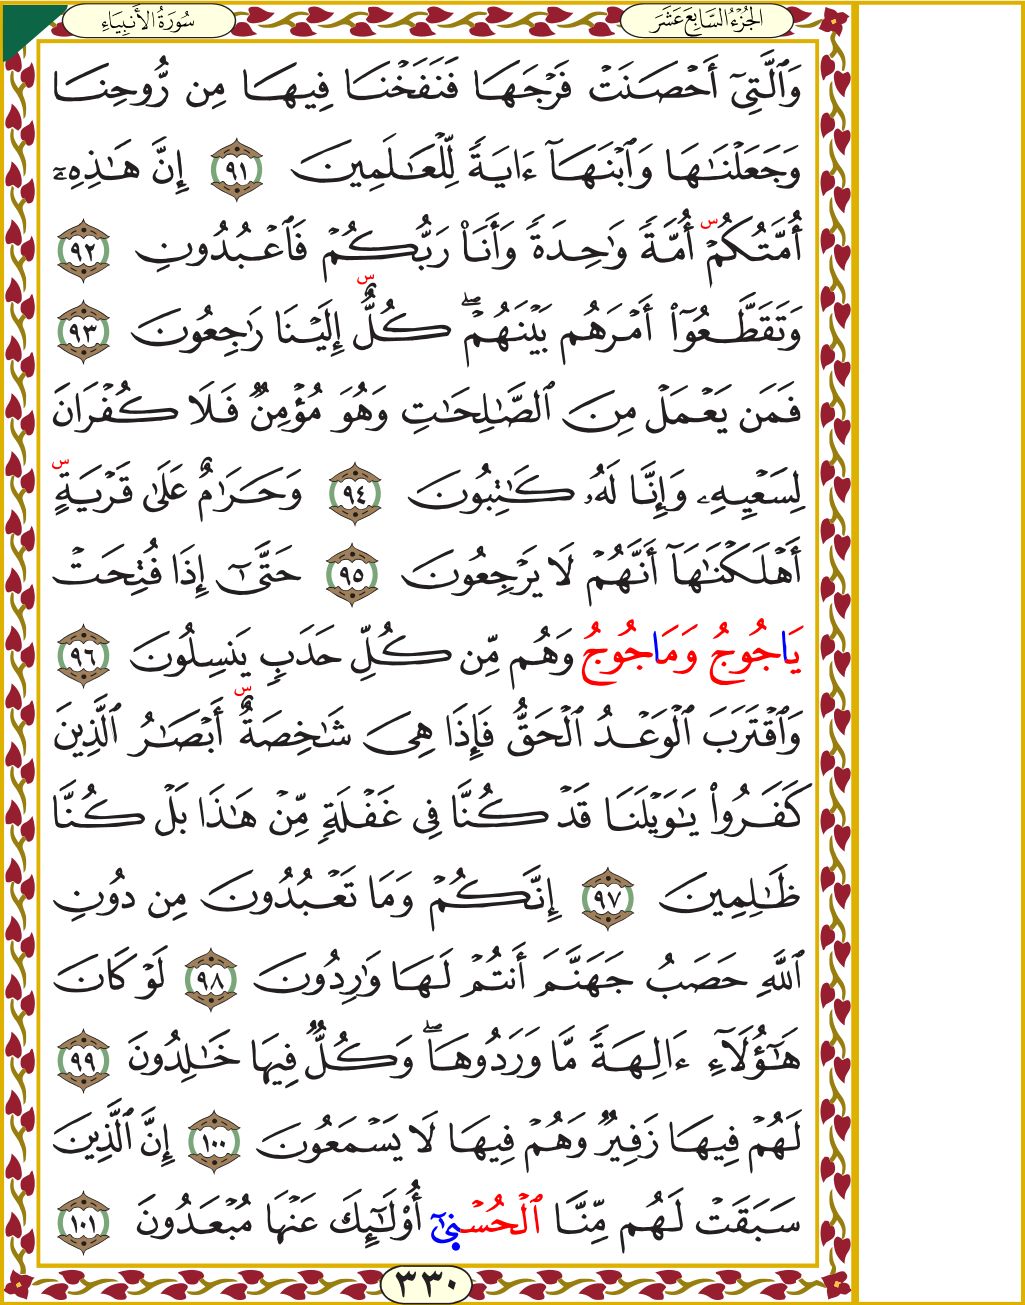 الجُزْءُ السَّابِعَ عَشَرَ
سُورَةُ الأَنبِيَاءِ
وَٱلَّتِىٓ أَحْصَنَتْ فَرْجَهَا فَنَفَخْنَا فِيهَا مِن رُّوحِنَا
وَجَعَلْنَٰهَا وَٱبْنَهَآ ءَايَةً لِّلْعَٰلَمِينَ ٩١ إِنَّ هَٰذِهِۦٓ
أُمَّتُكُمْ س أُمَّةً وَٰحِدَةً وَأَنَا۠ رَبُّكُمْ فَٱعْبُدُونِ ٩٢
وَتَقَطَّعُوٓا۟ أَمْرَهُم بَيْنَهُمْ ۖ كُلٌّ س إِلَيْنَا رَٰجِعُونَ ٩٣
فَمَن يَعْمَلْ مِنَ ٱلصَّٰلِحَٰتِ وَهُوَ مُؤْمِنٌ فَلَا كُفْرَانَ
لِسَعْيِهِۦ وَإِنَّا لَهُۥ كَٰتِبُونَ ٩٤ وَحَرَٰمٌ عَلَىٰ قَرْيَةٍ س
أَهْلَكْنَٰهَآ أَنَّهُمْ لَا يَرْجِعُونَ ٩٥ حَتَّىٰٓ إِذَا فُتِحَتْ
يَاجُوجُ وَمَاجُوجُ وَهُم مِّن كُلِّ حَدَبٍ يَنسِلُونَ ٩٦
وَٱقْتَرَبَ ٱلْوَعْدُ ٱلْحَقُّ فَإِذَا هِىَ شَٰخِصَةٌ س أَبْصَٰرُ ٱلَّذِينَ
كَفَرُوا۟ يَٰوَيْلَنَا قَدْ كُنَّا فِى غَفْلَةٍ مِّنْ هَٰذَا بَلْ كُنَّا
ظَٰلِمِينَ ٩٧ إِنَّكُمْ وَمَا تَعْبُدُونَ مِن دُونِ
ٱللَّهِ حَصَبُ جَهَنَّمَ أَنتُمْ لَهَا وَٰرِدُونَ ٩٨ لَوْ كَانَ
هَٰٓؤُلَآءِ ءَالِهَةً مَّا وَرَدُوهَا ۖ وَكُلٌّ فِيهَا خَٰلِدُونَ ٩٩
لَهُمْ فِيهَا زَفِيرٌ وَهُمْ فِيهَا لَا يَسْمَعُونَ ١٠٠ إِنَّ ٱلَّذِينَ
سَبَقَتْ لَهُم مِّنَّا ٱلْحُسْنِىٰٓ أُو۟لَٰٓئِكَ عَنْهَا مُبْعَدُونَ ١٠١
٣٣٠